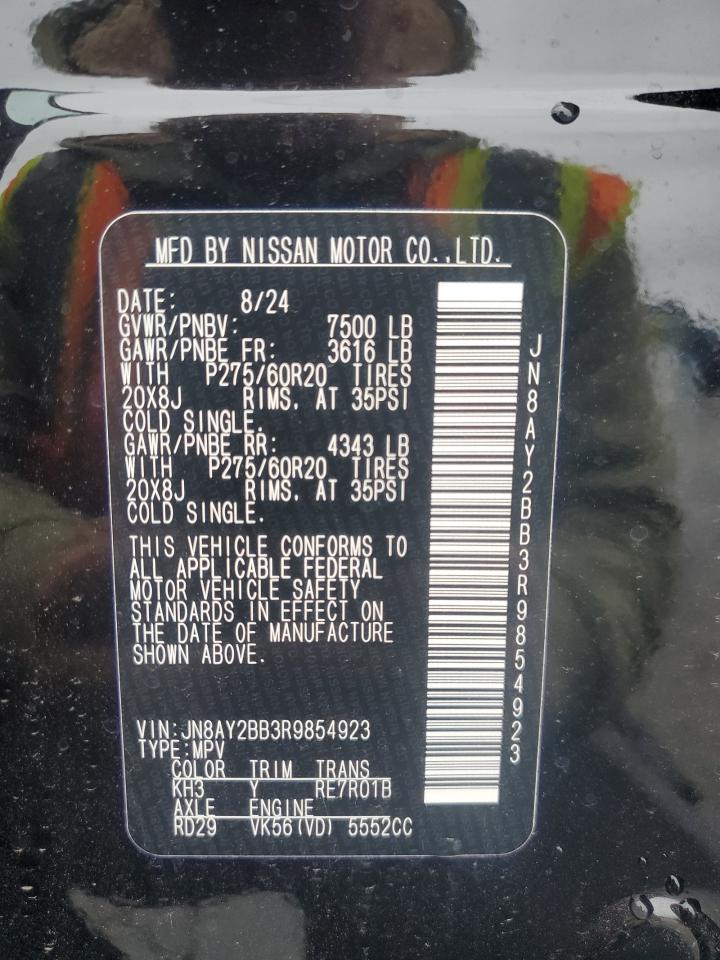 MFD BY NISSAN MOTOR CO.,LTD.
DATE: 8/24
GVWR/PNBV: 7500 LB
GAWR/PNBE FR: 3616 LB
WITH P275/60R20 TIRES
20X8J RIMS, AT 35PSI
COLD SINGLE.
GAWR/PNBE RR: 4343 LB
WITH P275/60R20 TIRES
20X8J RIMS, AT 35PSI
COLD SINGLE.
THIS VEHICLE CONFORMS TO
ALL APPLICABLE FEDERAL
MOTOR VEHICLE SAFETY
STANDARDS IN EFFECT ON
THE DATE OF MANUFACTURE
SHOWN ABOVE.
VIN:JN8AY2BB3R9854923
TYPE:MPV
COLOR TRIM TRANS
KH3 Y RE7R01B
AXLE ENGINE
RD29 VK56(VD) 5552CC
JN8AY2BB3R9854923